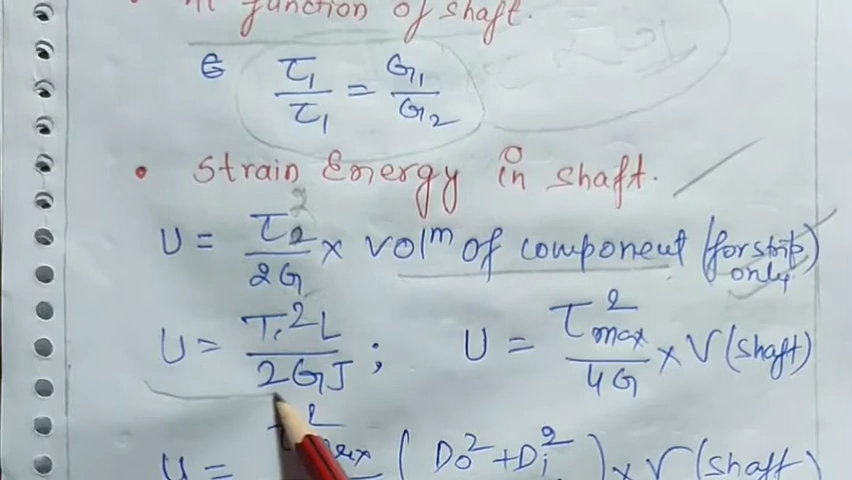 function of shaft.
G τ₁/τ₁ = G₁/G₂
• Strain Energy in shaft.
U = τ²/2G × volᵐ of component (for strip only)
U = T²L/2GJ ; U = τ²max/4G × V (shaft)
U = τ²max (Do² + Di²) × V (shaft)